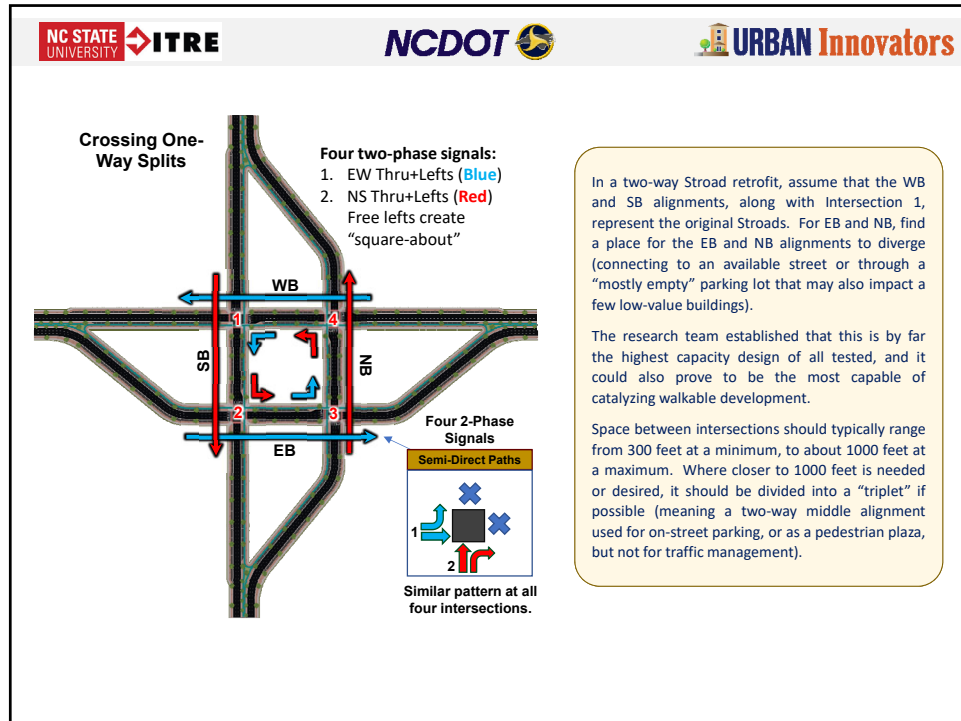 NC STATE
UNIVERSITY
ITRE
NCDOT
URBAN Innovators
Crossing One-
Way Splits
Four two-phase signals:
1. EW Thru+Lefts (Blue)
2. NS Thru+Lefts (Red)
Free lefts create
“square-about”
WB
1
4
SB
NB
2
3
EB
Four 2-Phase
Signals
Semi-Direct Paths
1
2
Similar pattern at all
four intersections.
In a two-way Stroad retrofit, assume that the WB
and SB alignments, along with Intersection 1,
represent the original Stroads. For EB and NB, find
a place for the EB and NB alignments to diverge
(connecting to an available street or through a
“mostly empty” parking lot that may also impact a
few low-value buildings).
The research team established that this is by far
the highest capacity design of all tested, and it
could also prove to be the most capable of
catalyzing walkable development.
Space between intersections should typically range
from 300 feet at a minimum, to about 1000 feet at
a maximum. Where closer to 1000 feet is needed
or desired, it should be divided into a “triplet” if
possible (meaning a two-way middle alignment
used for on-street parking, or as a pedestrian plaza,
but not for traffic management).